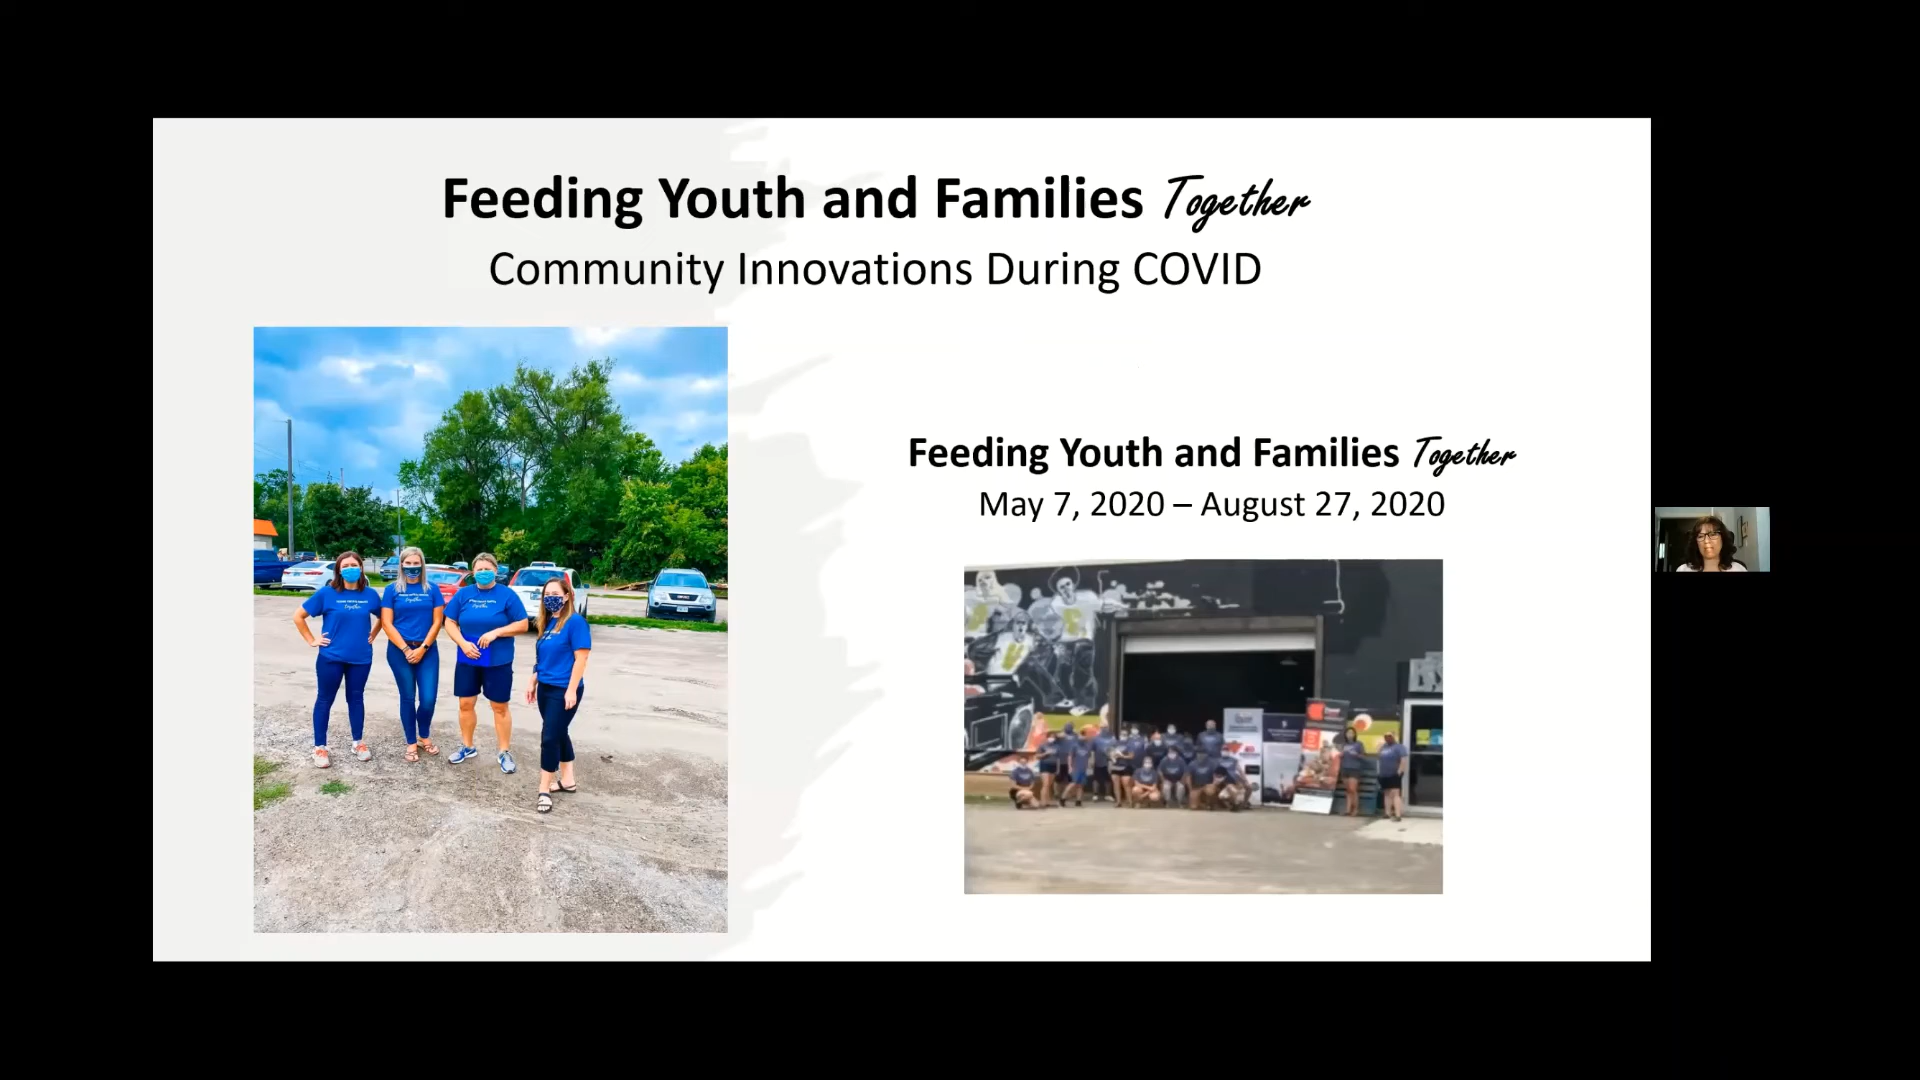 Feeding Youth and Families Together
Community Innovations During COVID
Feeding Youth and Families Together
May 7, 2020 – August 27, 2020